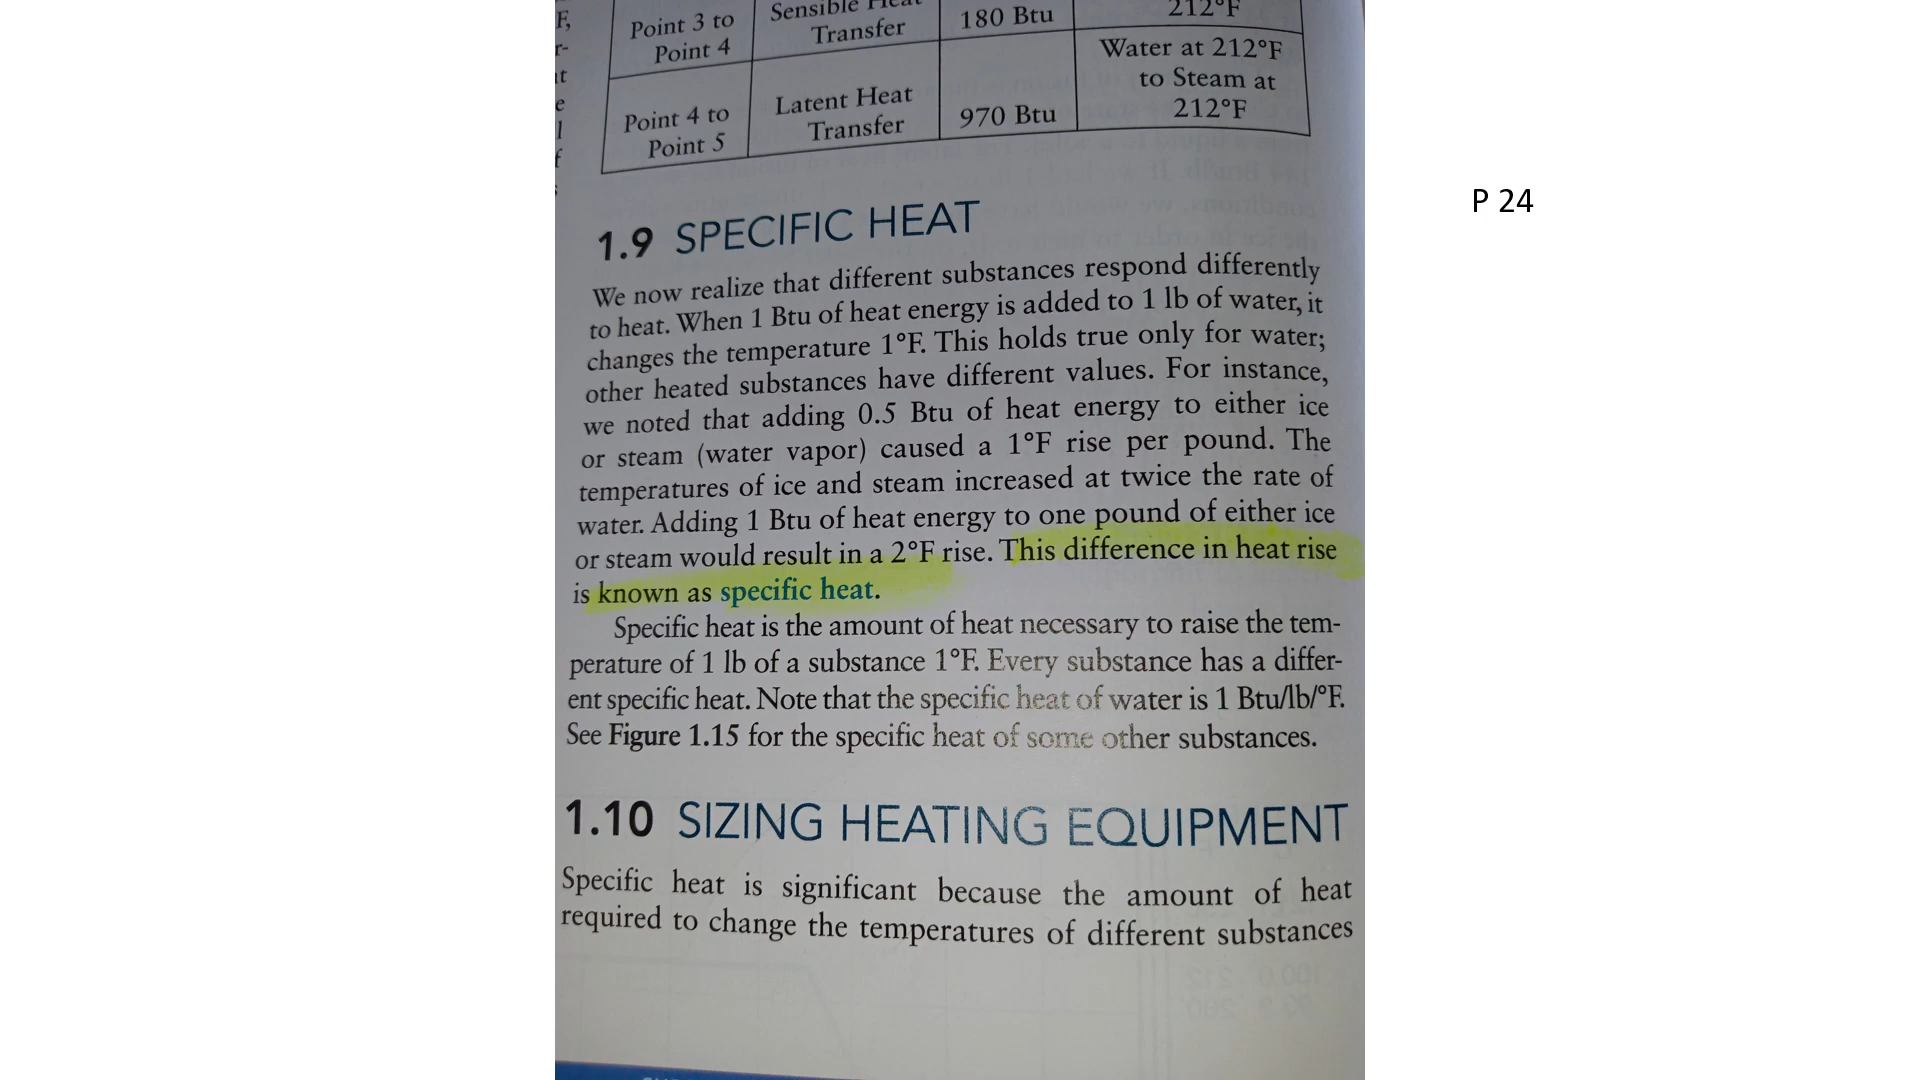 F,
r-
t
e
l
f
Point 3 to
Point 4
Sensible Heat
Transfer
180 Btu
212°F
Point 4 to
Point 5
Latent Heat
Transfer
970 Btu
Water at 212°F
to Steam at
212°F
P 24
1.9 SPECIFIC HEAT
We now realize that different substances respond differently
to heat. When 1 Btu of heat energy is added to 1 lb of water, it
changes the temperature 1°F. This holds true only for water;
other heated substances have different values. For instance,
we noted that adding 0.5 Btu of heat energy to either ice
or steam (water vapor) caused a 1°F rise per pound. The
temperatures of ice and steam increased at twice the rate of
water. Adding 1 Btu of heat energy to one pound of either ice
or steam would result in a 2°F rise. This difference in heat rise
is known as specific heat.
Specific heat is the amount of heat necessary to raise the tem-
perature of 1 lb of a substance 1°F. Every substance has a differ-
ent specific heat. Note that the specific heat of water is 1 Btu/lb/°F.
See Figure 1.15 for the specific heat of some other substances.
1.10 SIZING HEATING EQUIPMENT
Specific heat is significant because the amount of heat
required to change the temperatures of different substances